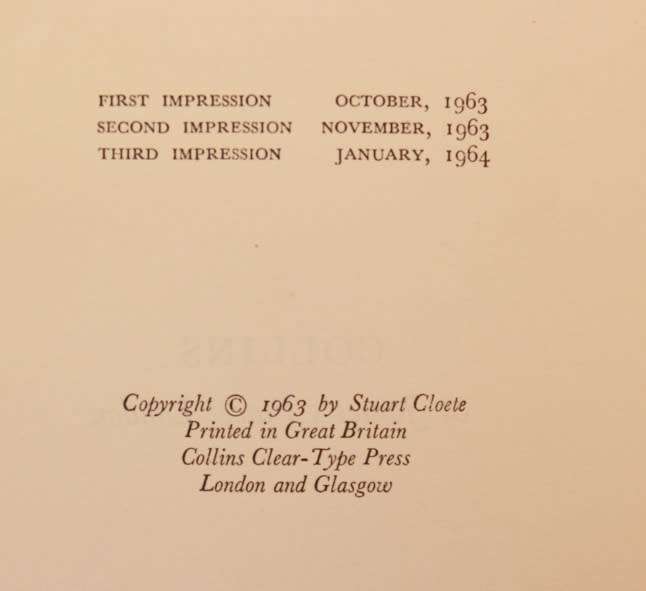 FIRST IMPRESSION OCTOBER, 1963
SECOND IMPRESSION NOVEMBER, 1963
THIRD IMPRESSION JANUARY, 1964
COLLINS
Copyright © 1963 by Stuart Cloete
Printed in Great Britain
Collins Clear-Type Press
London and Glasgow